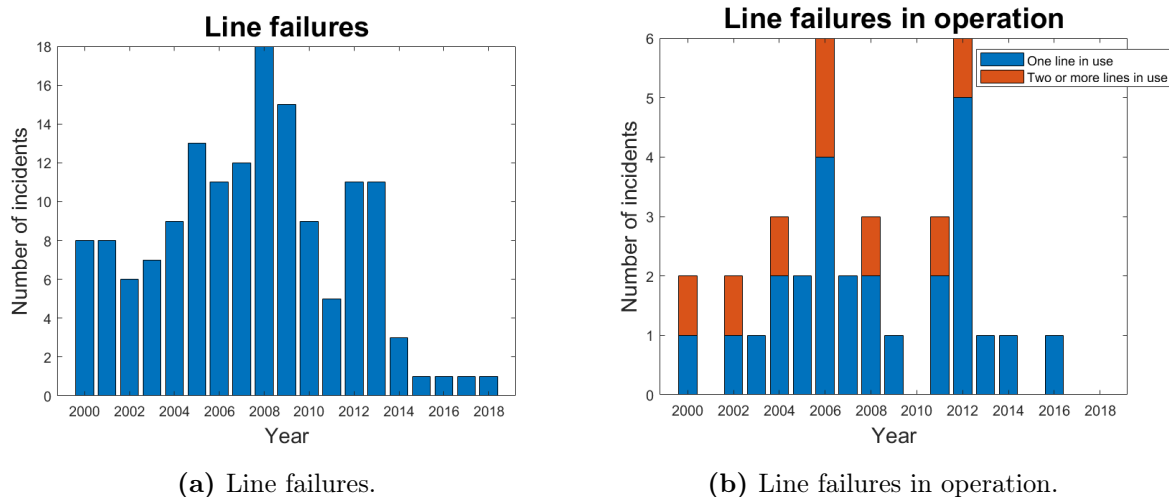 Line failures
18
16
14
12
10
8
6
4
2
0
Number of incidents
2000 2002 2004 2006 2008 2010 2012 2014 2016 2018
Year
(a) Line failures.
Line failures in operation
6
5
4
3
2
1
0
Number of incidents
One line in use
Two or more lines in use
2000 2002 2004 2006 2008 2010 2012 2014 2016 2018
Year
(b) Line failures in operation.